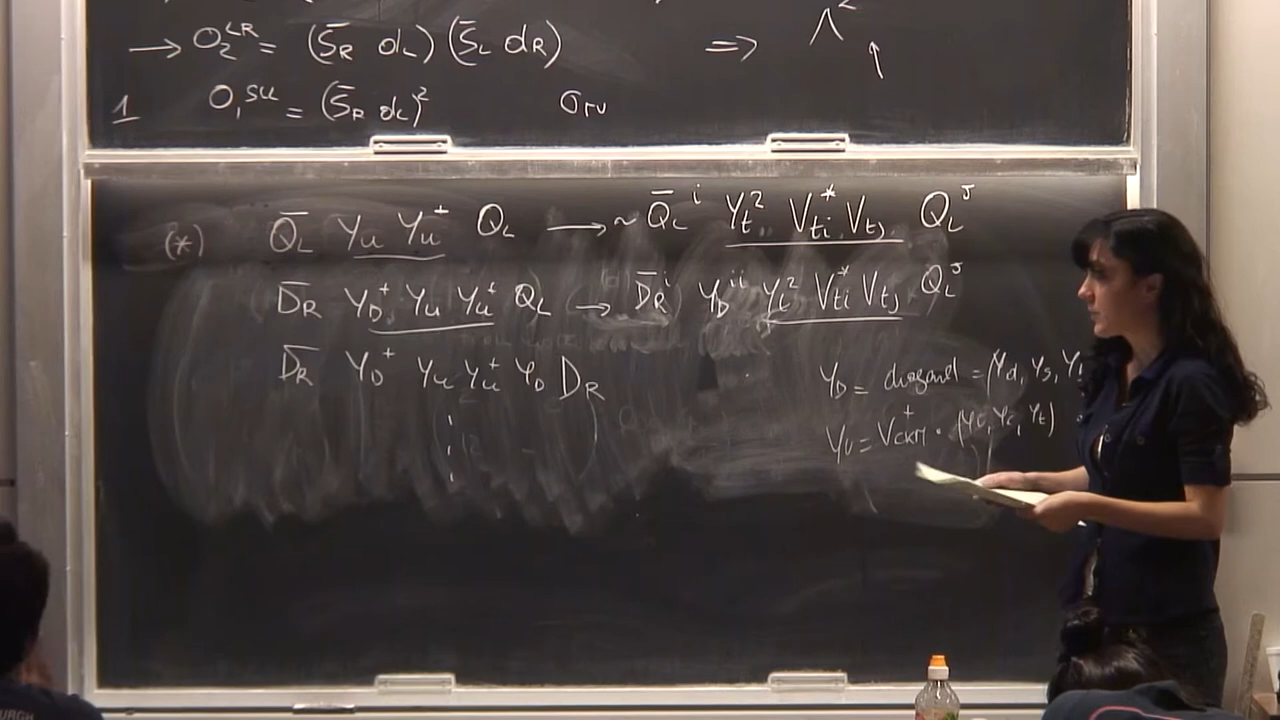 → O₂^LR = (S̄_R d_L) (S̄_L d_R) => Λ²
↑
1 O₁^SLL = (S̄_R d_L)² σ_μν
(*) Q̄_L Y_u Y_u^+ Q_L → ~ Q̄_L^i Y_t² V_ti^* V_tj Q_L^J
D̄_R Y_D^+ Y_u Y_u^+ Q_L → D̄_R^i Y_D^ii Y_t² V_ti^* V_tj Q_L^J
D̄_R Y_D^+ Y_u Y_u^+ Y_D D_R
Y_D = diagonal = (Y_d, Y_s, Y
Y_U = V_CKM^+ · (Y_u, Y_c, Y_t)